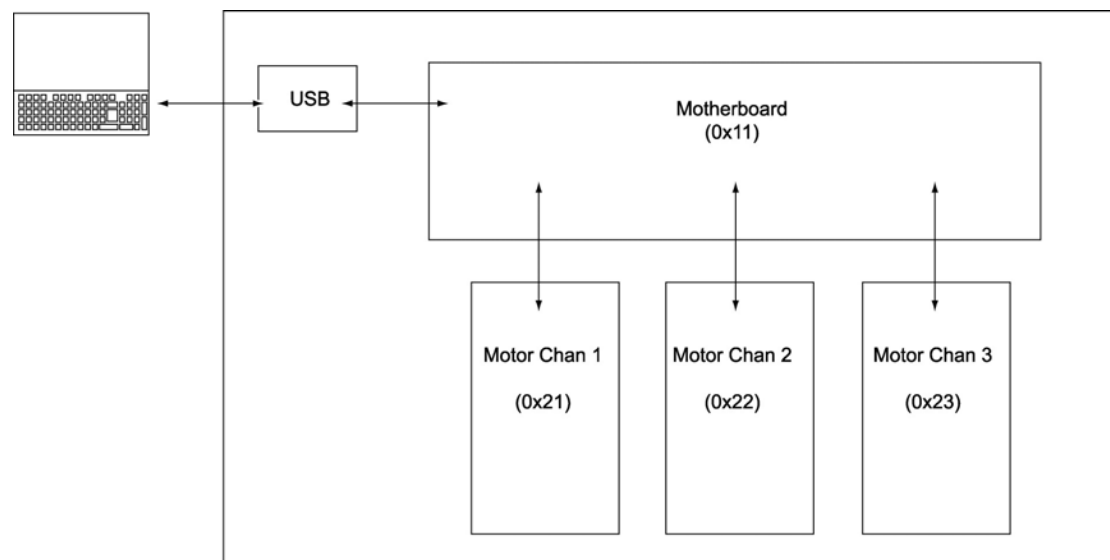 USB
Motherboard
(0x11)
Motor Chan 1
(0x21)
Motor Chan 2
(0x22)
Motor Chan 3
(0x23)